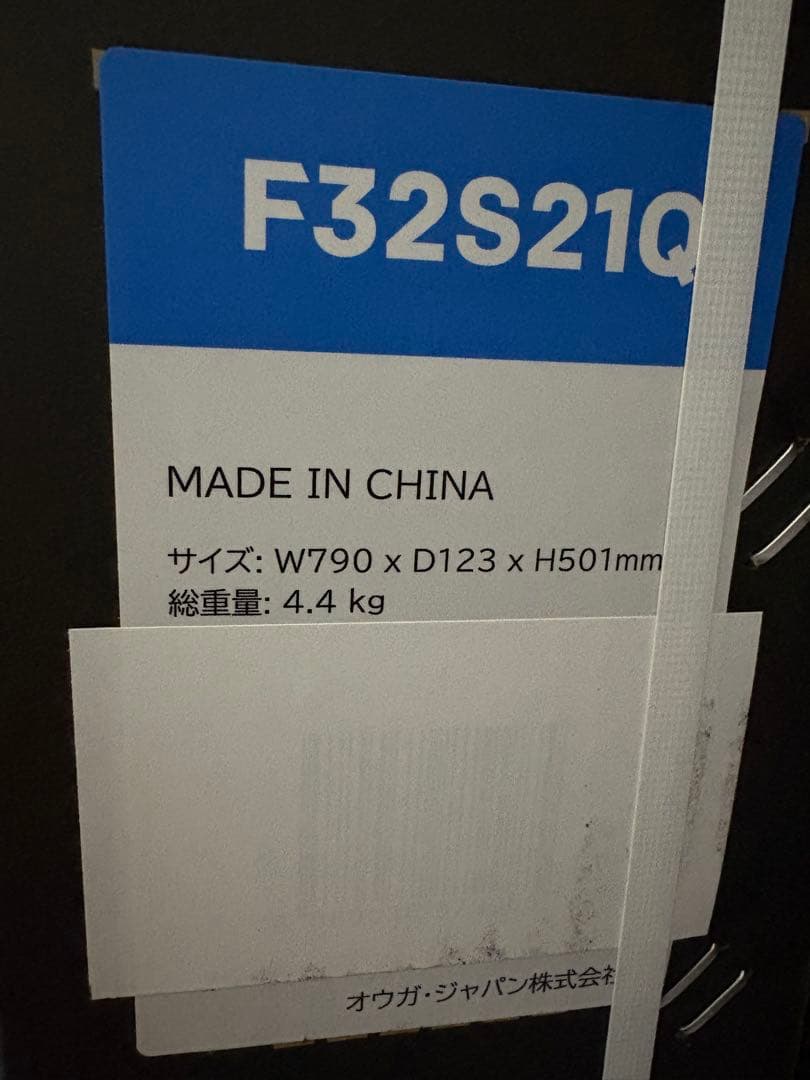 F32S21Q
MADE IN CHINA
サイズ: W790 x D123 x H501mm
総重量: 4.4 kg
オウガ・ジャパン株式会社